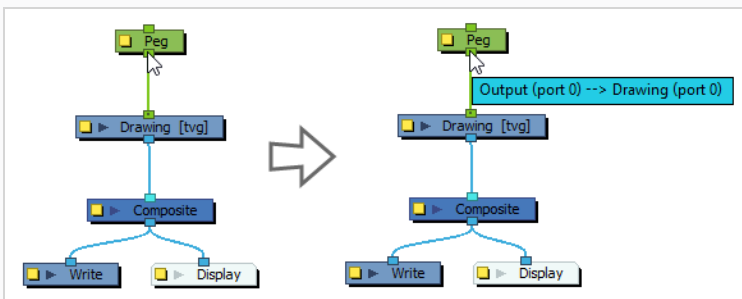 Peg
Drawing [tvg]
Composite
Write
Display
Peg
Output (port 0) --> Drawing (port 0)
Drawing [tvg]
Composite
Write
Display